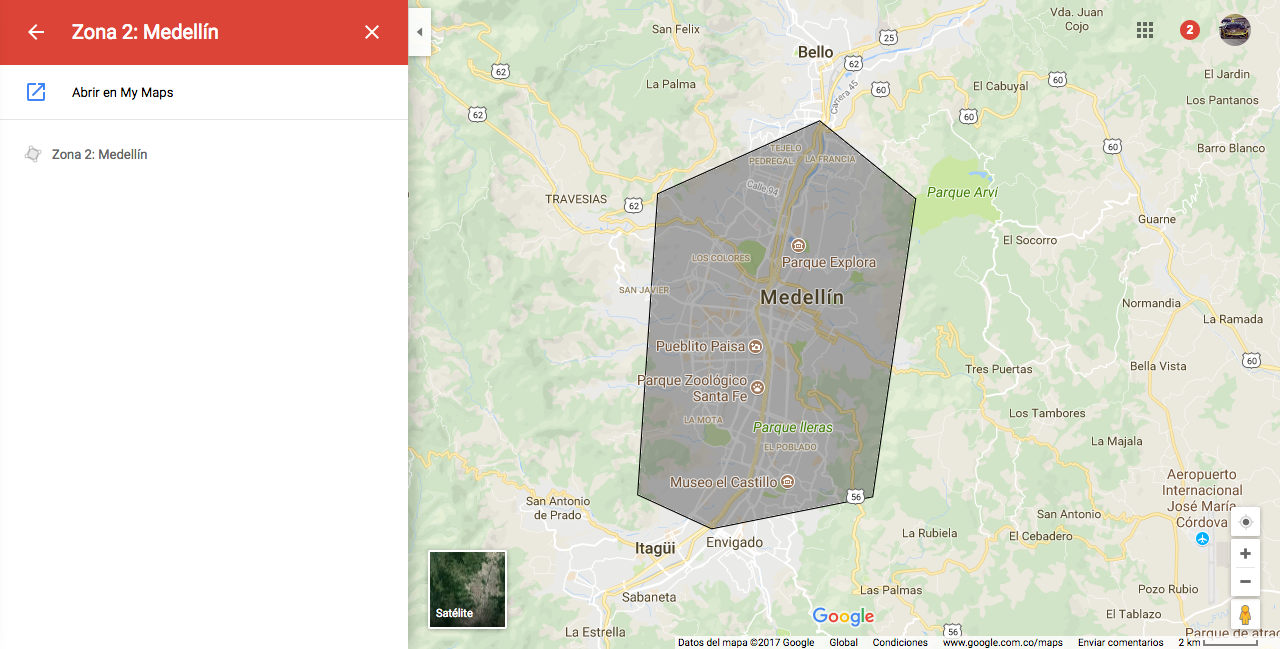 Zona 2: Medellín
Abrir en My Maps
Zona 2: Medellín
Vda. Juan
Cojo
2
San Felix
25
Bello
62
62
El Jardin
La Palma
60
60
El Cabuyal
Carrera 45
Los Pantanos
62
60
60
Barro Blanco
TEJELO
PEDREGAL
LA FRANCIA
Calle 94
Parque Arví
TRAVESIAS
62
Guarne
El Socorro
LOS COLORES
Parque Explora
SAN JAVIER
Medellín
Normandia
La Ramada
Pueblito Paisa
60
Tres Puertas
Bella Vista
Parque Zoológico
Santa Fe
Los Tambores
LA MOTA
Parque lleras
La Majala
EL POBLADO
Museo el Castillo
Aeropuerto
Internacional
José María
Córdova
56
San Antonio
de Prado
San Antonio
La Rubiela
El Cebadero
Itagüi
Envigado
Satélite
Sabaneta
Las Palmas
Pozo Rubio
Google
El Tablazo
La Estrella
56
Parque de atrac
Datos del mapa ©2017 Google
Global
Condiciones
www.google.com.co/maps
Enviar comentarios
2 km